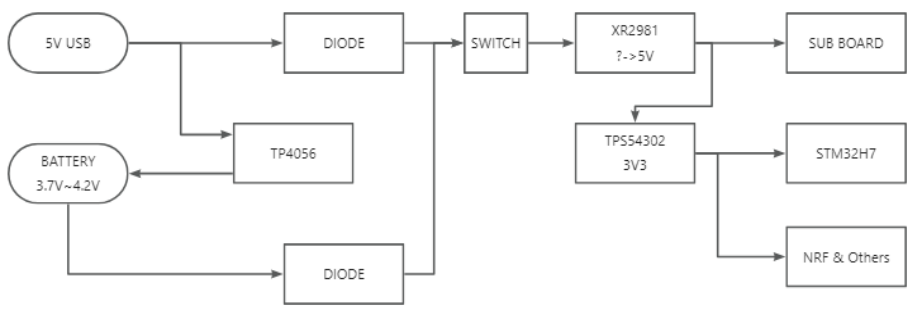 5V USB
DIODE
SWITCH
XR2981
?->5V
SUB BOARD
TP4056
TPS54302
3V3
STM32H7
BATTERY
3.7V~4.2V
DIODE
NRF & Others